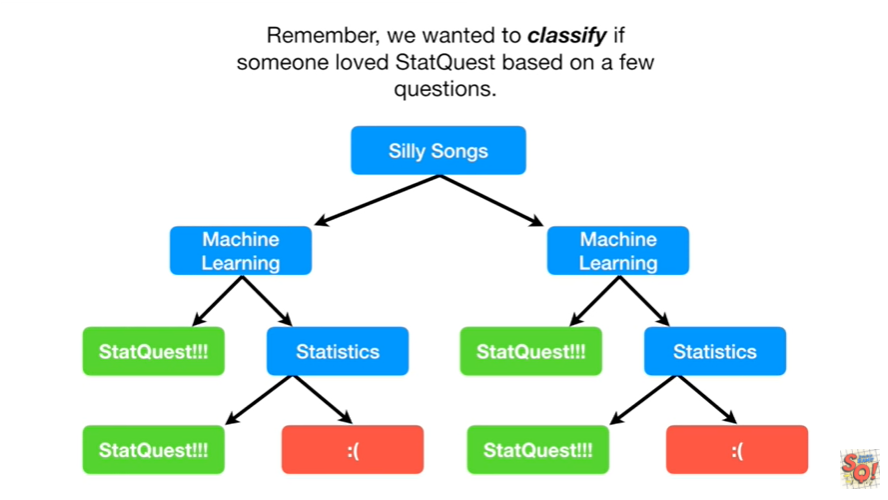 Remember, we wanted to classify if
someone loved StatQuest based on a few
questions.
Silly Songs
Machine
Learning
Machine
Learning
StatQuest!!!
Statistics
StatQuest!!!
Statistics
StatQuest!!!
:(
StatQuest!!!
:(
SQ!